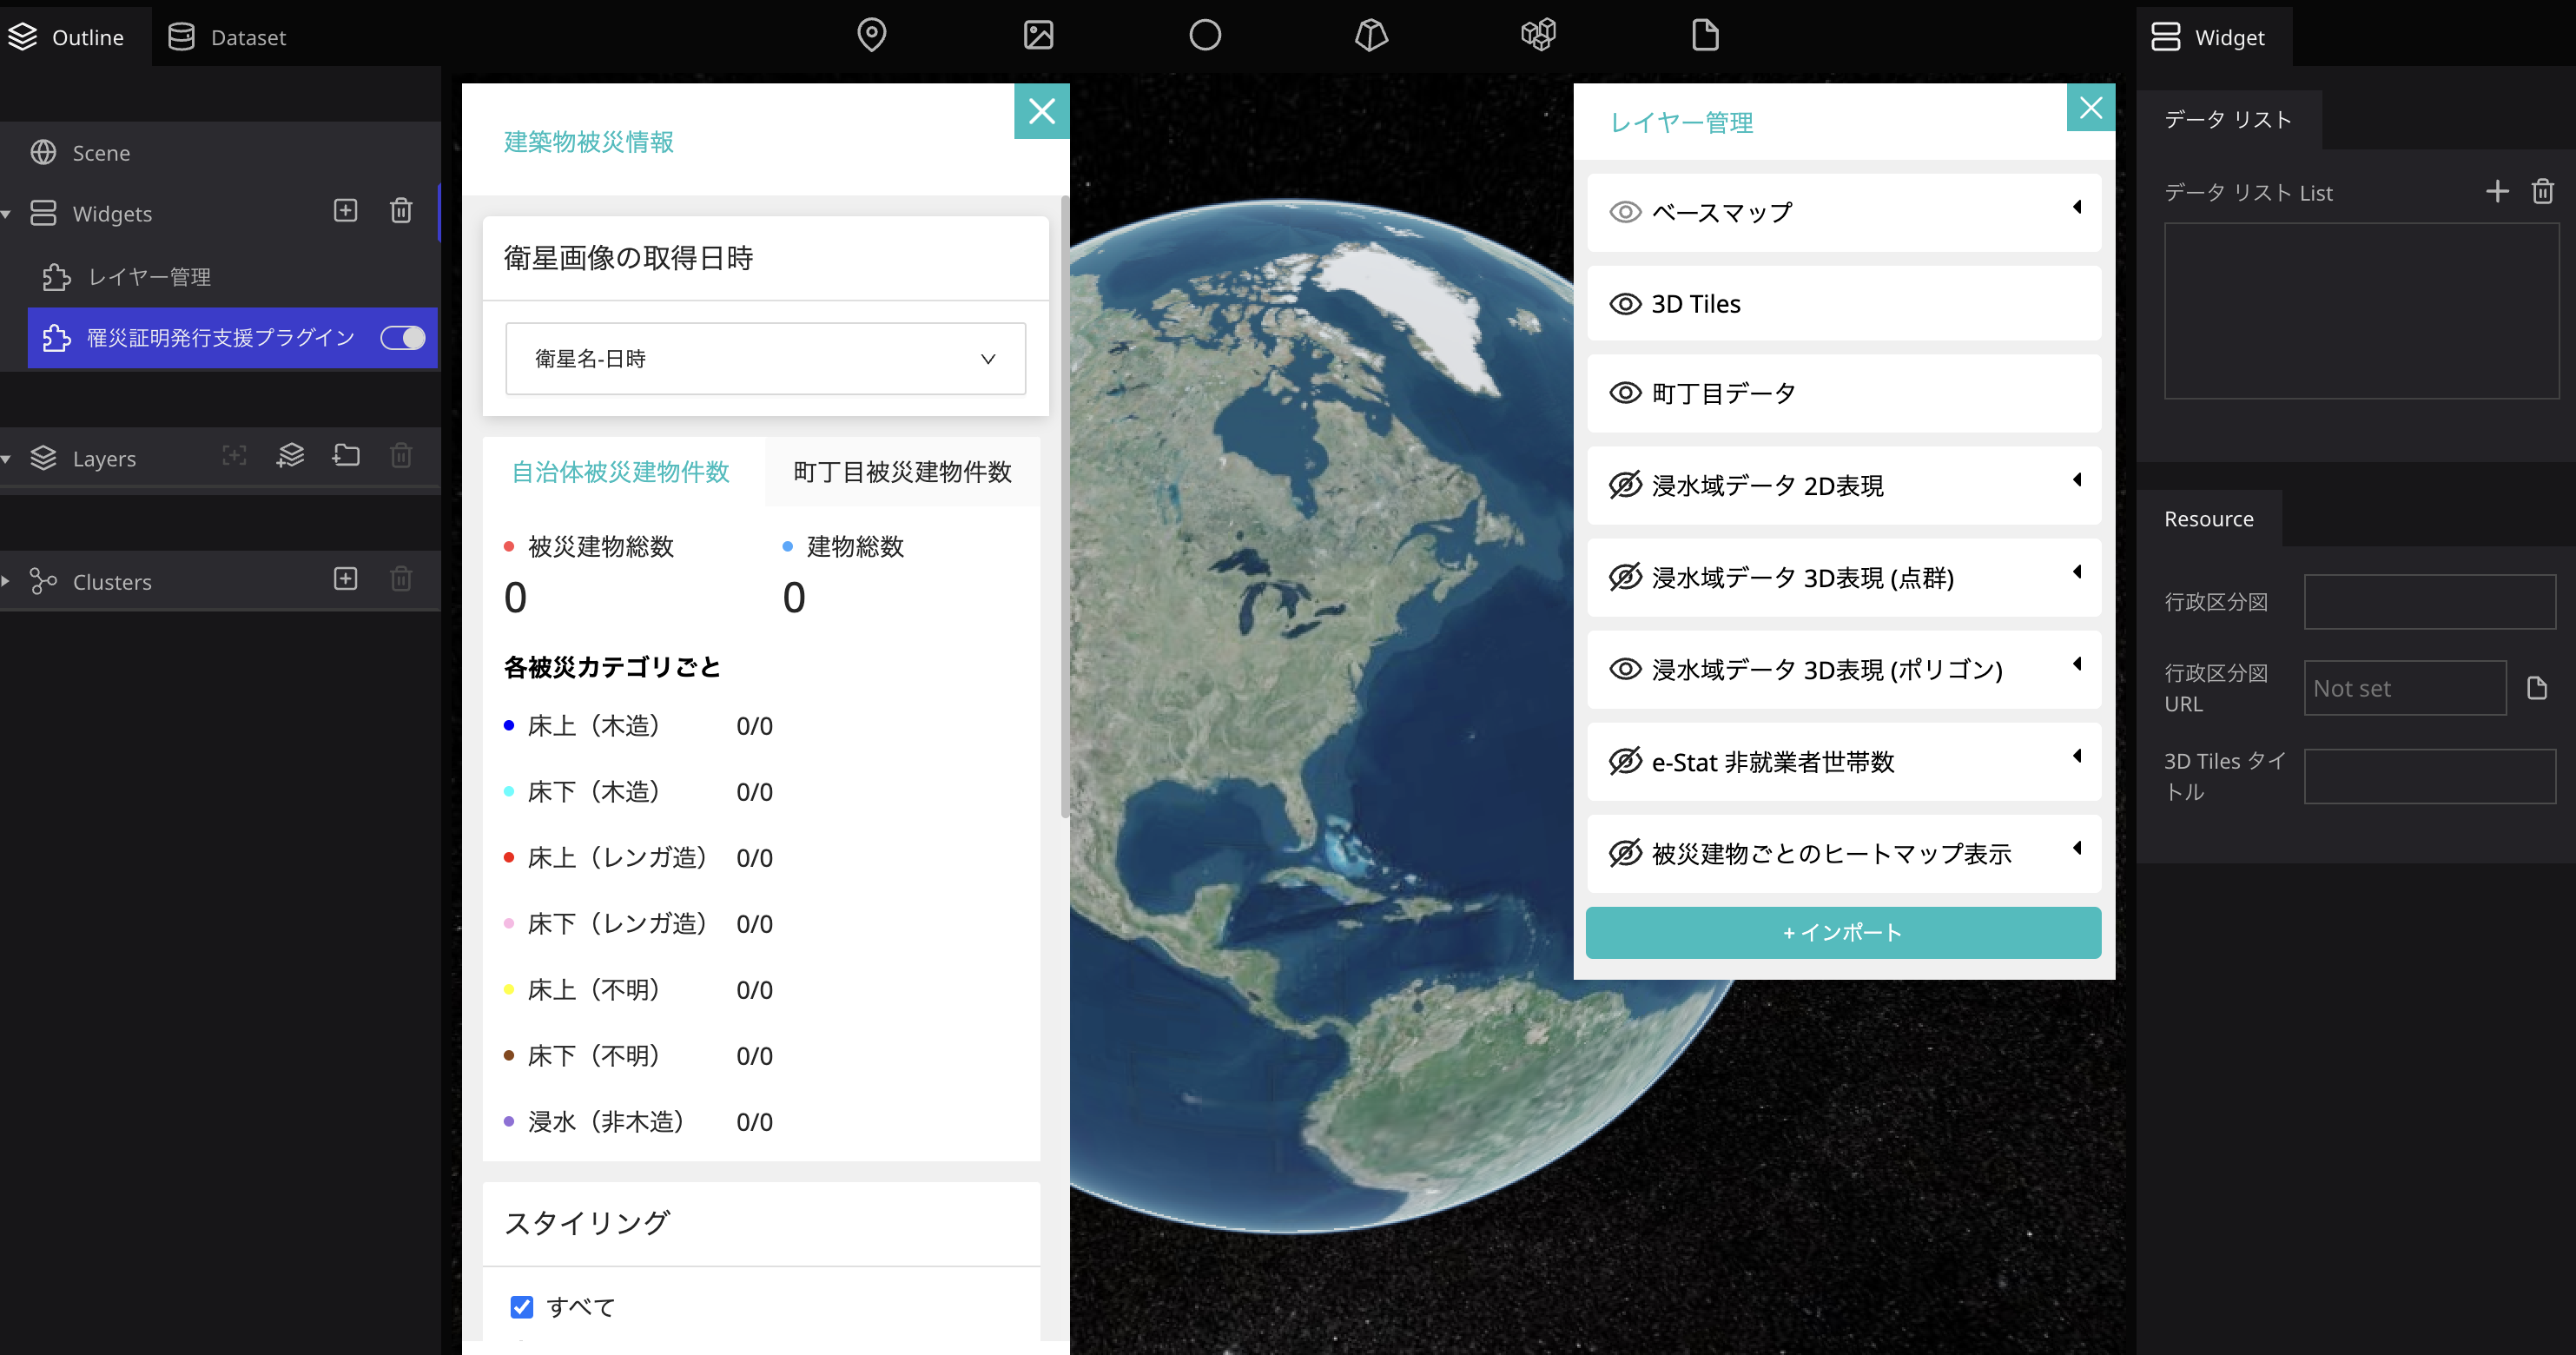 Outline
Dataset
Scene
Widgets
レイヤー管理
罹災証明発行支援プラグイン
Layers
Clusters
建築物被災情報
衛星画像の取得日時
衛星名-日時
自治体被災建物件数
町丁目被災建物件数
被災建物総数
建物総数
0
0
各被災カテゴリごと
床上（木造） 0/0
床下（木造） 0/0
床上（レンガ造） 0/0
床下（レンガ造） 0/0
床上（不明） 0/0
床下（不明） 0/0
浸水（非木造） 0/0
スタイリング
すべて
レイヤー管理
ベースマップ
3D Tiles
町丁目データ
浸水域データ 2D表現
浸水域データ 3D表現 (点群)
浸水域データ 3D表現 (ポリゴン)
e-Stat 非就業者世帯数
被災建物ごとのヒートマップ表示
+ インポート
Widget
データ リスト
データ リスト List
Resource
行政区分図
行政区分図
URL
Not set
3D Tiles タイ
トル